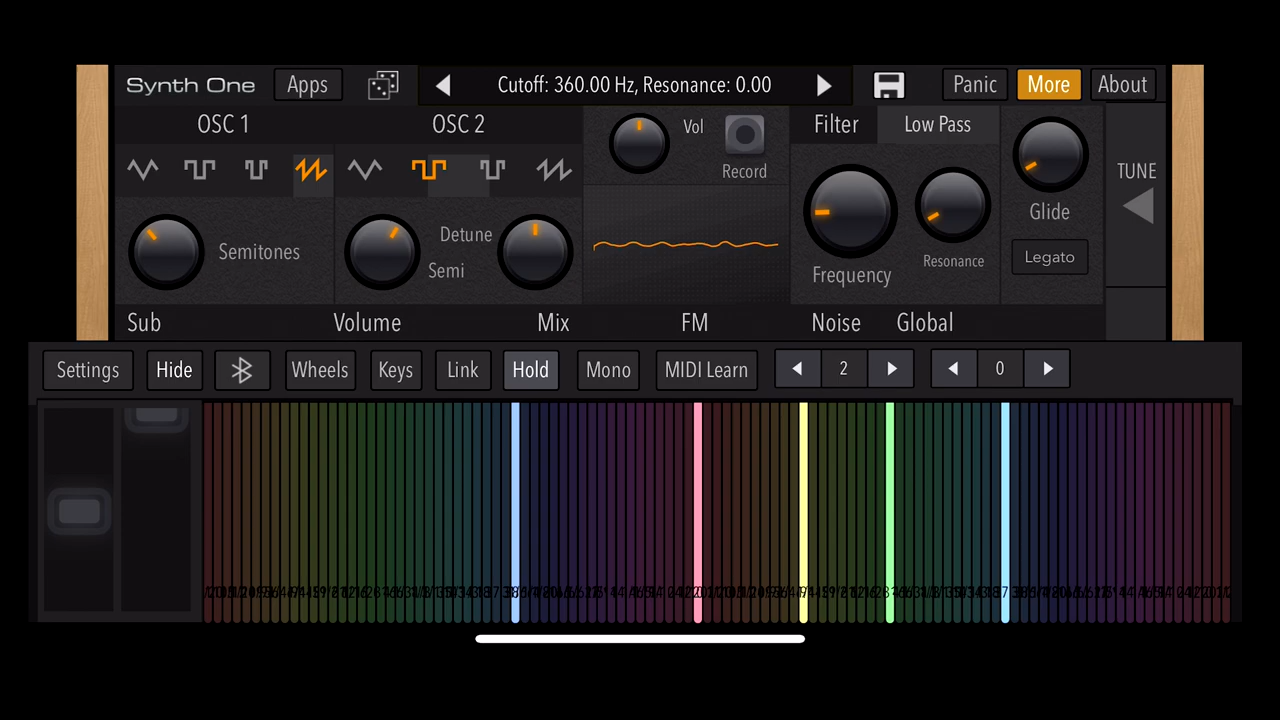 Synth One Apps Cutoff: 360.00 Hz, Resonance: 0.00 Panic More About
OSC 1 OSC 2 Vol Filter Low Pass
Record TUNE
Semitones Detune Glide
Semi Frequency Resonance Legato
Sub Volume Mix FM Noise Global
Settings Hide Wheels Keys Link Hold Mono MIDI Learn 2 0